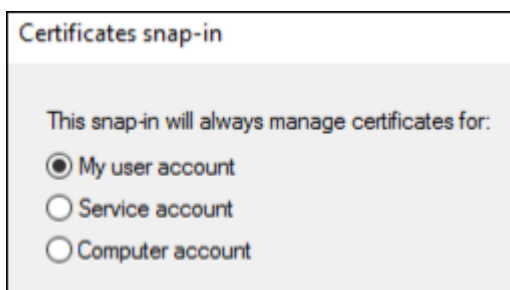 Certificates snap-in
This snap-in will always manage certificates for:
My user account
Service account
Computer account